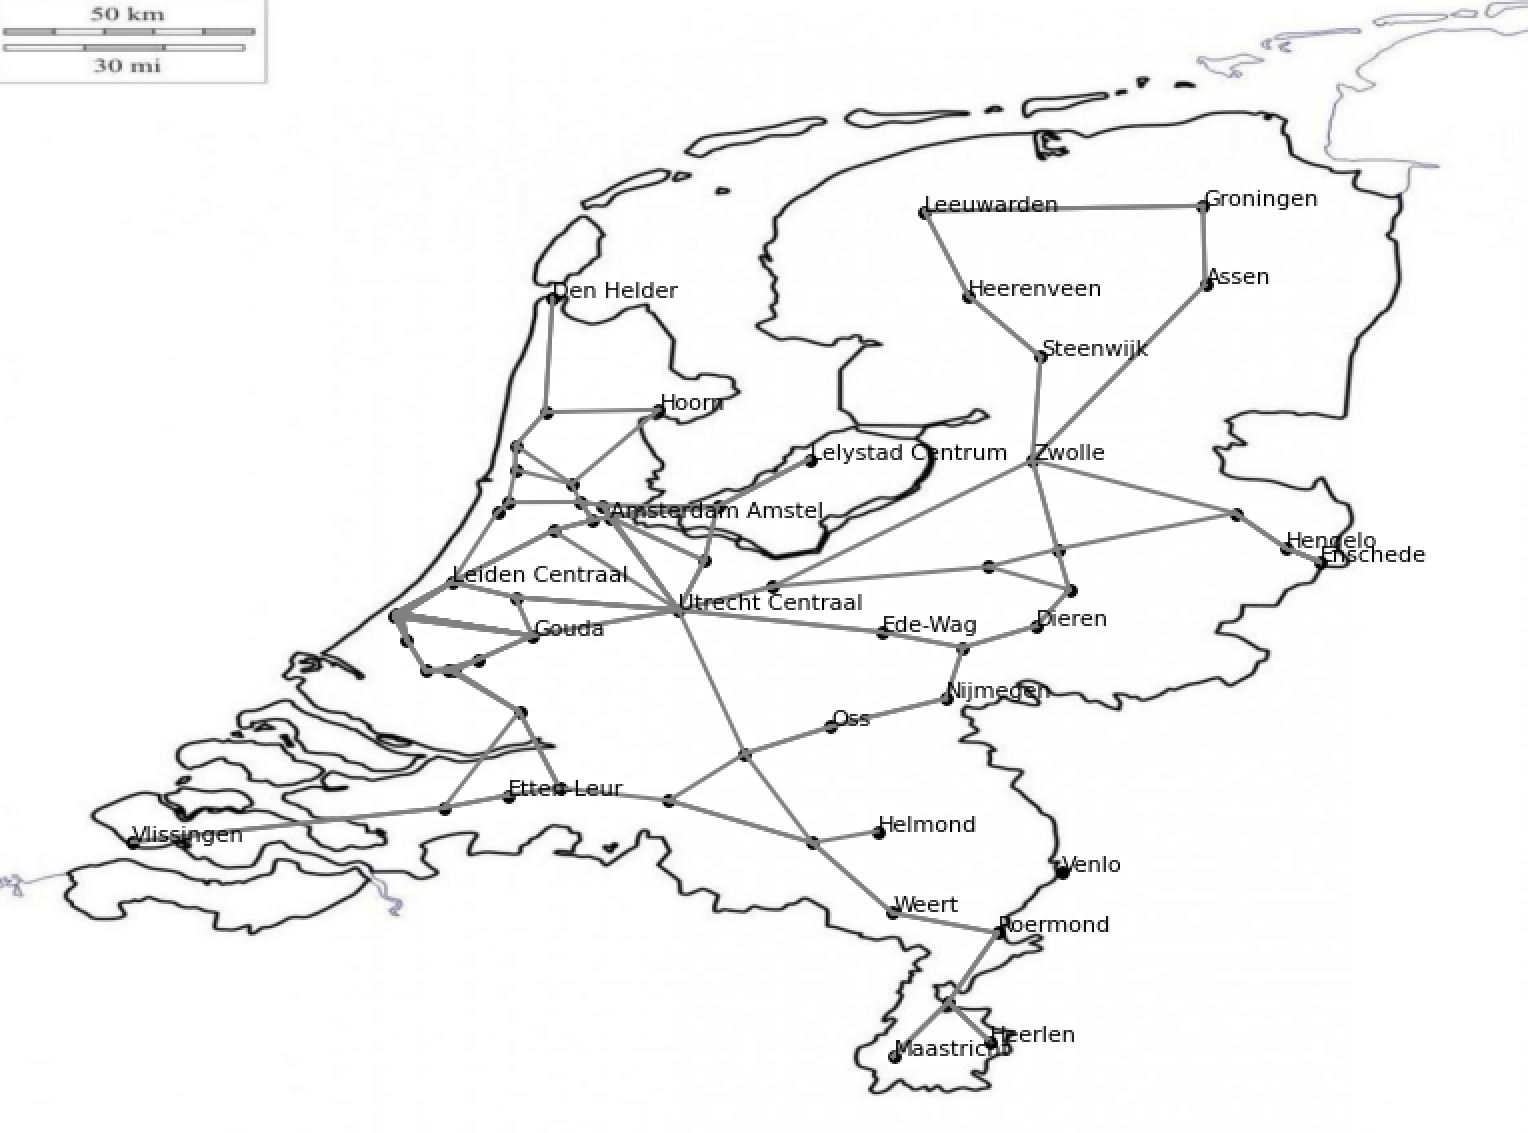 50 km
30 mi
Leeuwarden
Groningen
Assen
Den Helder
Heerenveen
Steenwijk
Hoorn
Lelystad Centrum
Zwolle
Amsterdam Amstel
Hengelo
Enschede
Leiden Centraal
Utrecht Centraal
Gouda
Ede-Wag
Dieren
Nijmegen
Oss
Etten-Leur
Vlissingen
Helmond
Venlo
Weert
Roermond
Heerlen
Maastricht